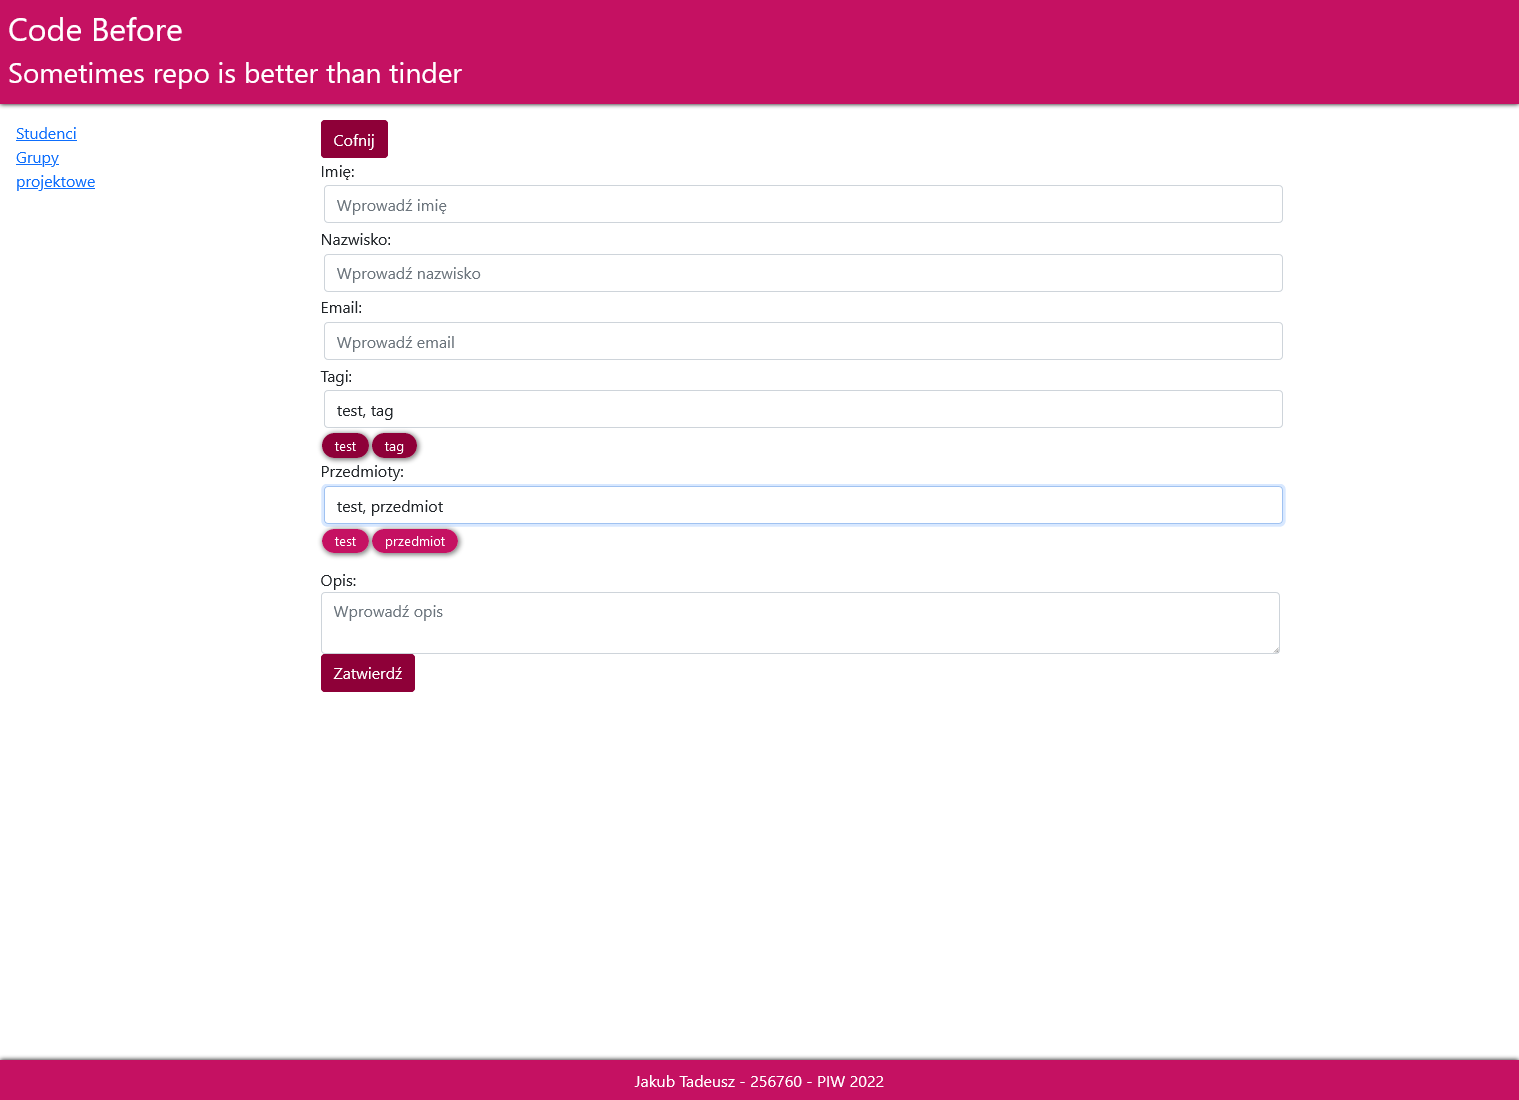 Code Before
Sometimes repo is better than tinder
Studenci
Grupy
projektowe
Cofnij
Imię:
Wprowadź imię
Nazwisko:
Wprowadź nazwisko
Email:
Wprowadź email
Tagi:
test, tag
test tag
Przedmioty:
test, przedmiot
test przedmiot
Opis:
Wprowadź opis
Zatwierdź
Jakub Tadeusz - 256760 - PIW 2022